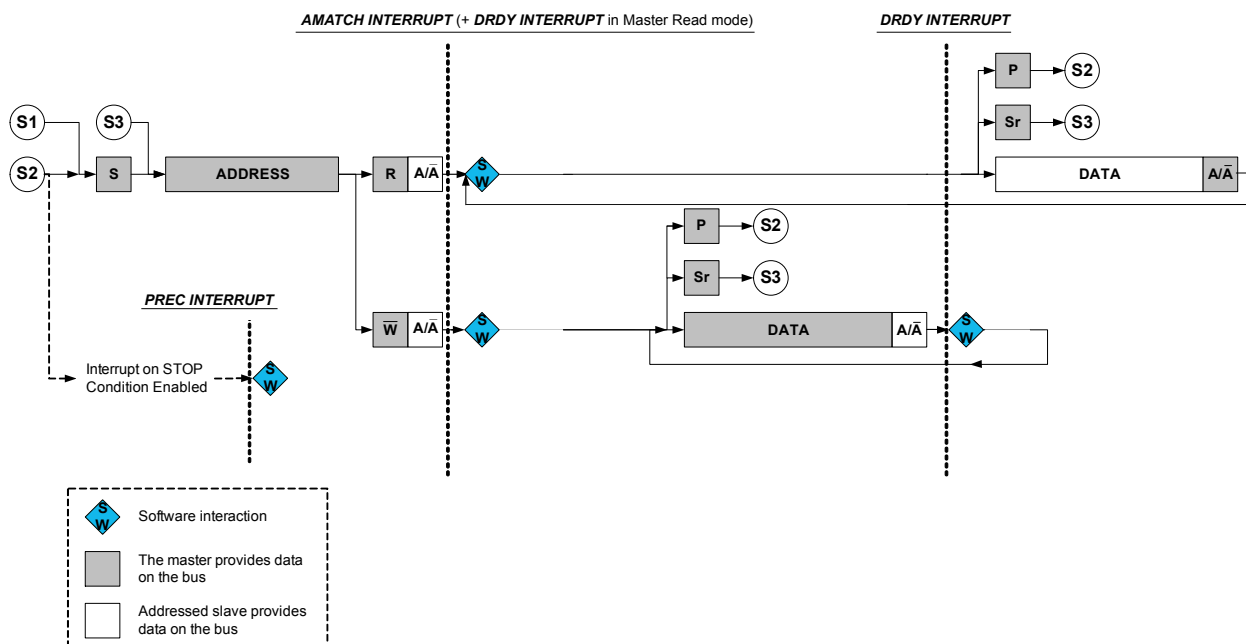 AMATCH INTERRUPT (+ DRDY INTERRUPT in Master Read mode)
DRDY INTERRUPT
P
S2
S1
S3
Sr
S3
S2
S
ADDRESS
R
A/A̅
S
W
DATA
A/A̅
P
S2
Sr
S3
PREC INTERRUPT
W̅
A/A̅
S
W
DATA
A/A̅
S
W
Interrupt on STOP
Condition Enabled
S
W
S
W
Software interaction
The master provides data
on the bus
Addressed slave provides
data on the bus